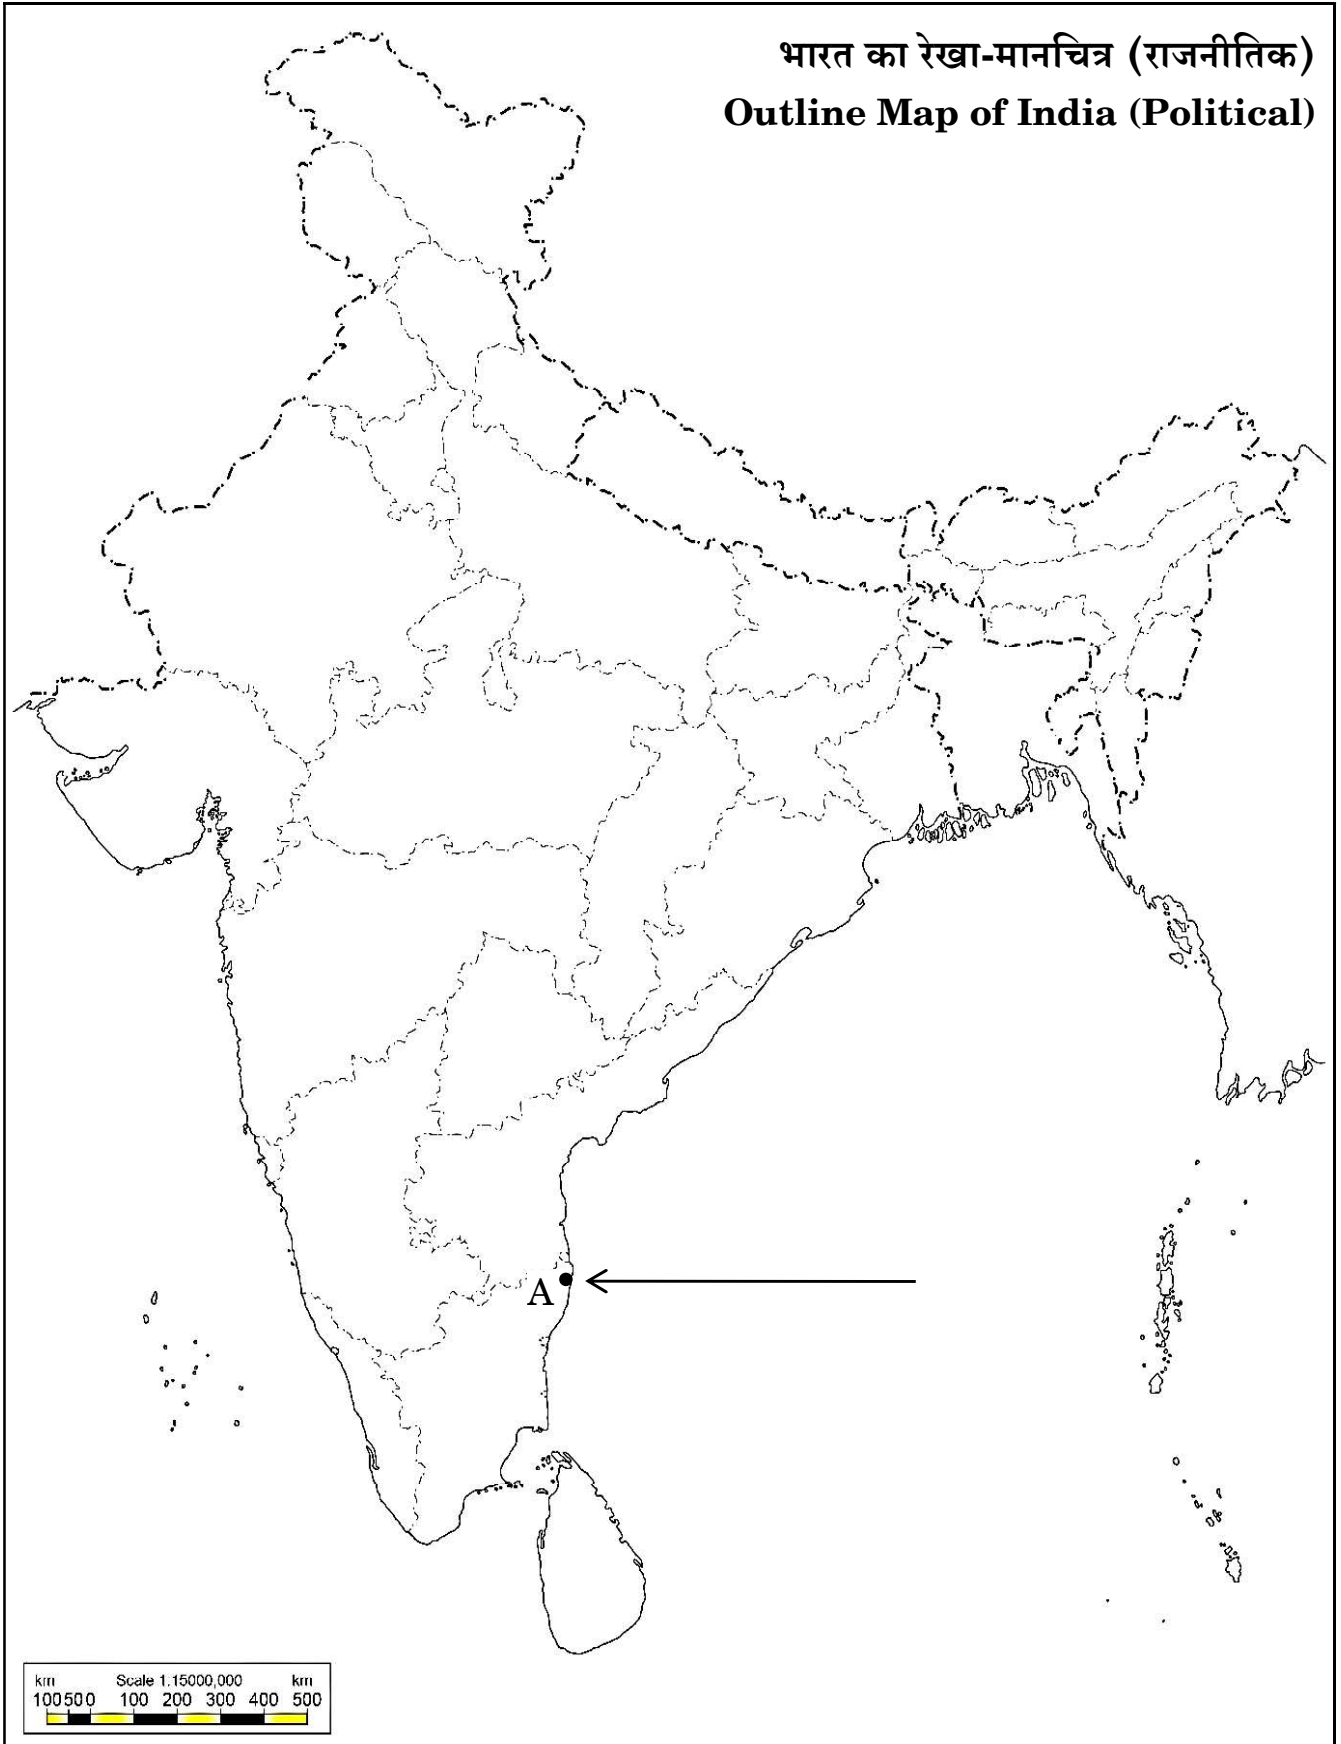 भारत का रेखा-मानचित्र (राजनीतिक)
Outline Map of India (Political)
A
km Scale 1:15000,000 km
100 50 0 100 200 300 400 500